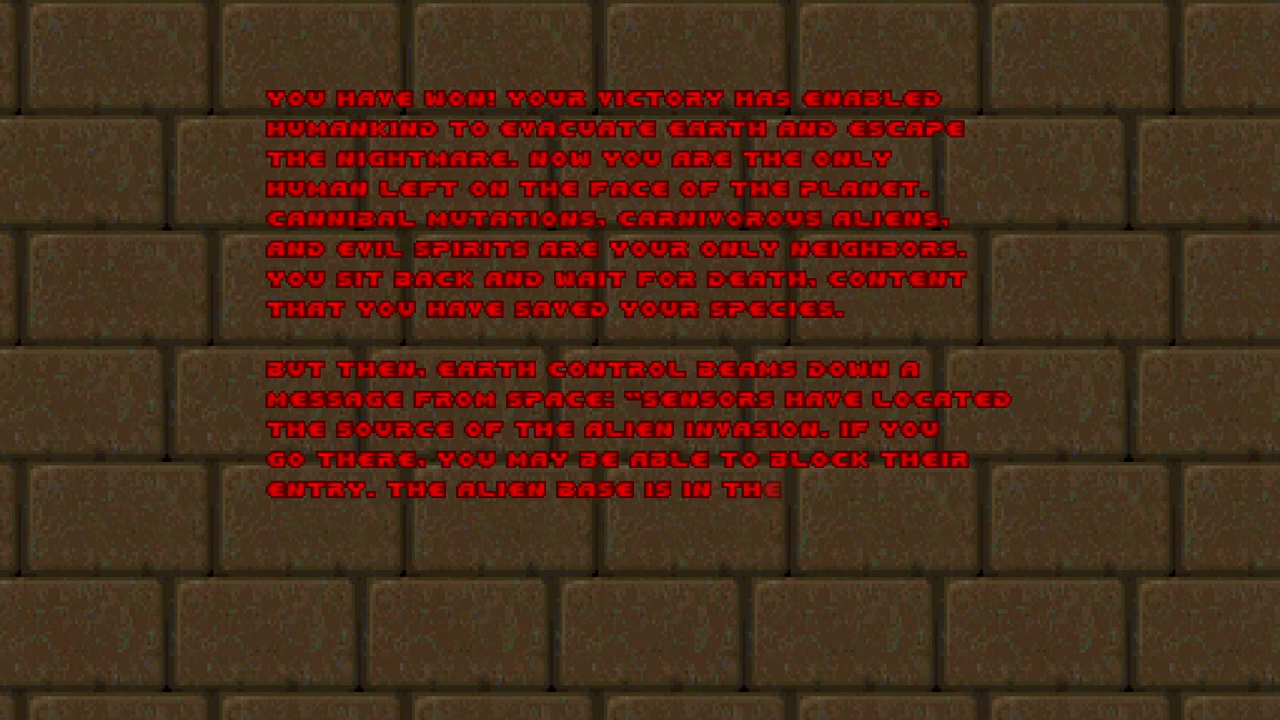 YOU HAVE WON! YOUR VICTORY HAS ENABLED
HUMANKIND TO EVACUATE EARTH AND ESCAPE
THE NIGHTMARE. NOW YOU ARE THE ONLY
HUMAN LEFT ON THE FACE OF THE PLANET.
CANNIBAL MUTATIONS, CARNIVOROUS ALIENS,
AND EVIL SPIRITS ARE YOUR ONLY NEIGHBORS.
YOU SIT BACK AND WAIT FOR DEATH, CONTENT
THAT YOU HAVE SAVED YOUR SPECIES.
BUT THEN, EARTH CONTROL BEAMS DOWN A
MESSAGE FROM SPACE: "SENSORS HAVE LOCATED
THE SOURCE OF THE ALIEN INVASION. IF YOU
GO THERE, YOU MAY BE ABLE TO BLOCK THEIR
ENTRY. THE ALIEN BASE IS IN THE